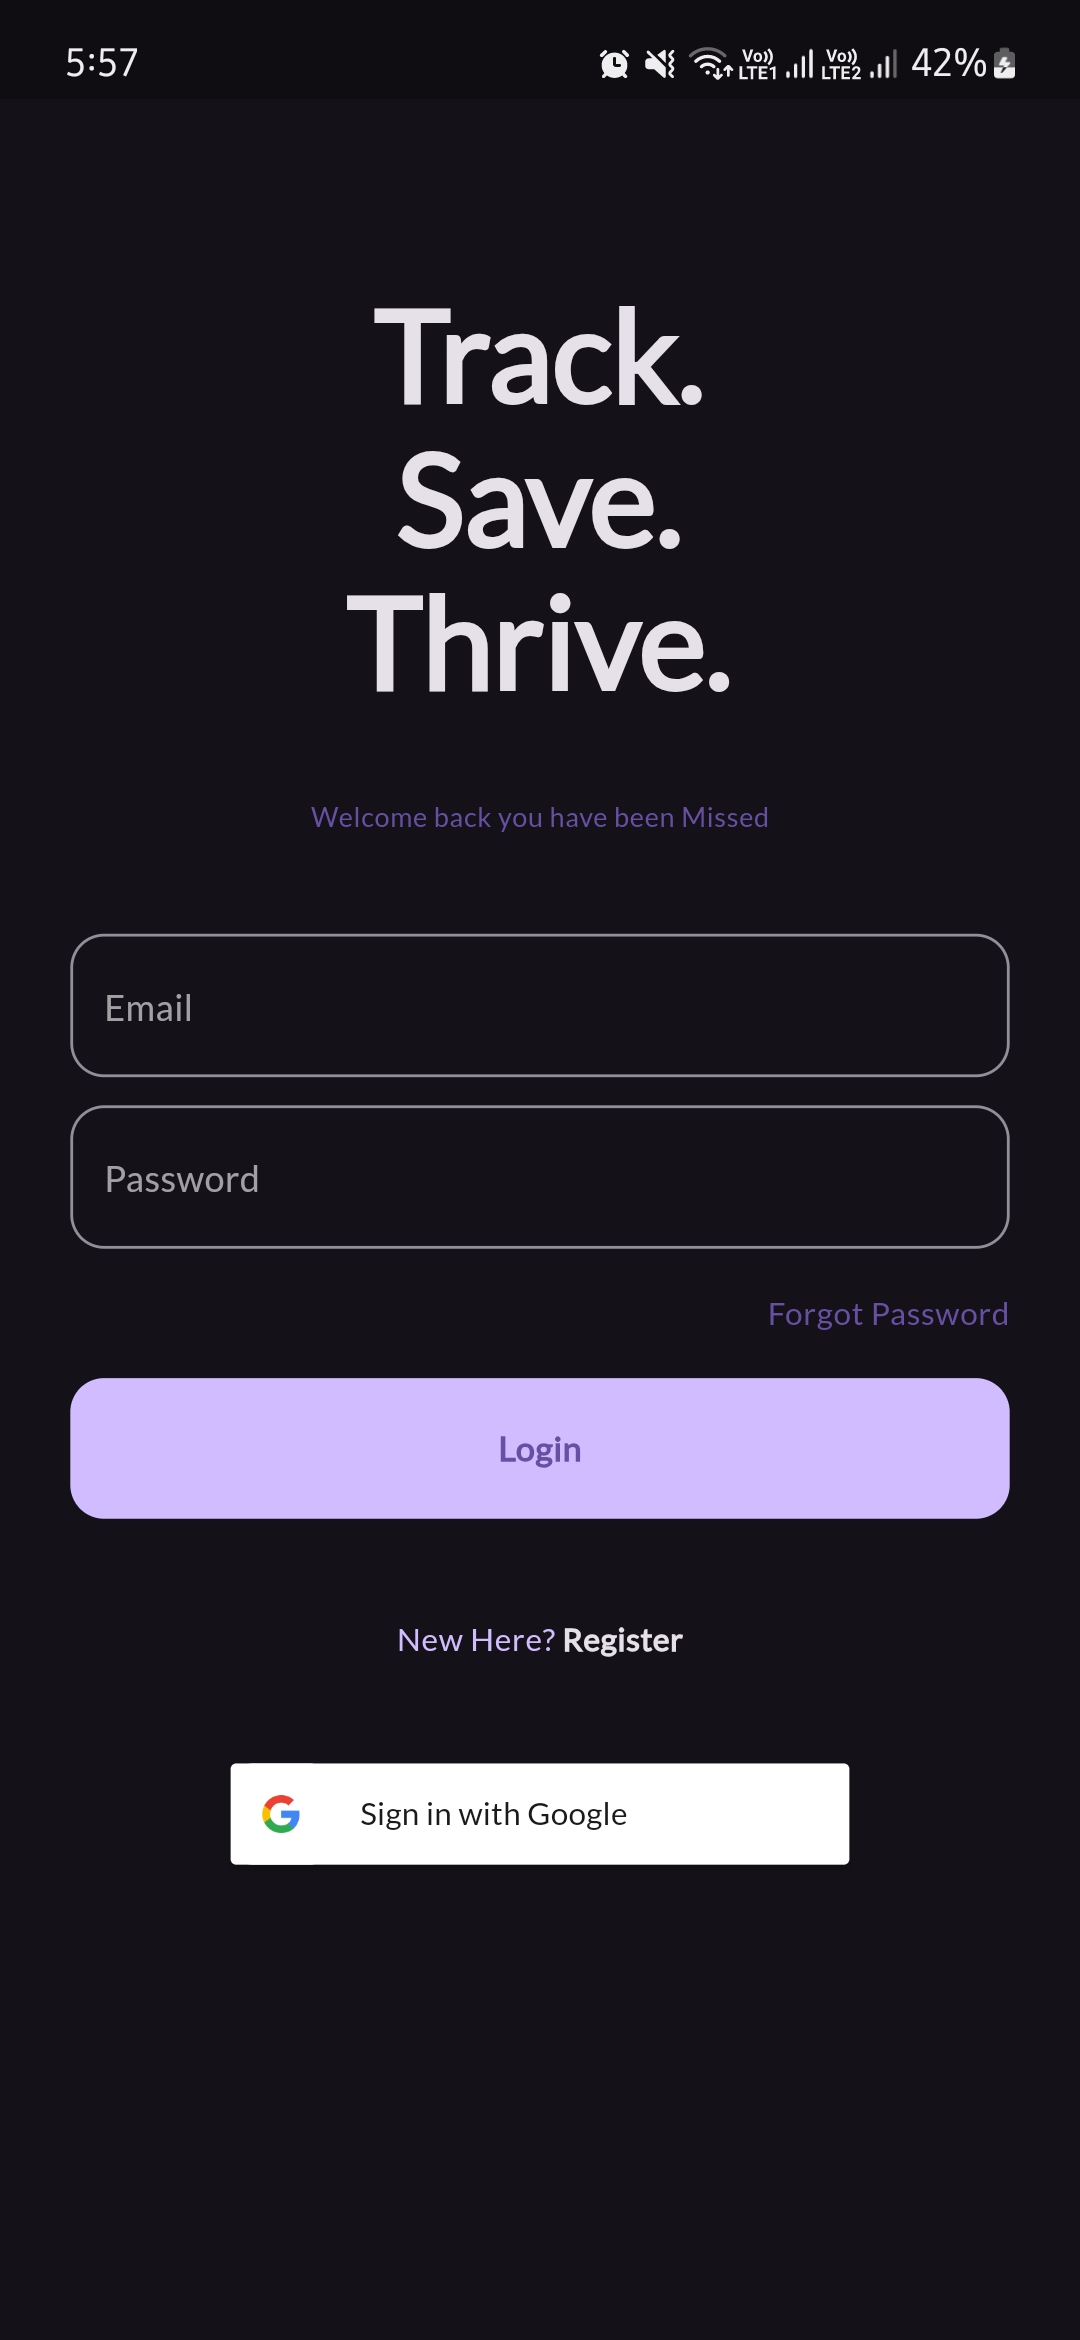 5:57 Vo)) LTE1 Vo)) LTE2 42%
Track.
Save.
Thrive.
Welcome back you have been Missed
Email
Password
Forgot Password
Login
New Here? Register
Sign in with Google